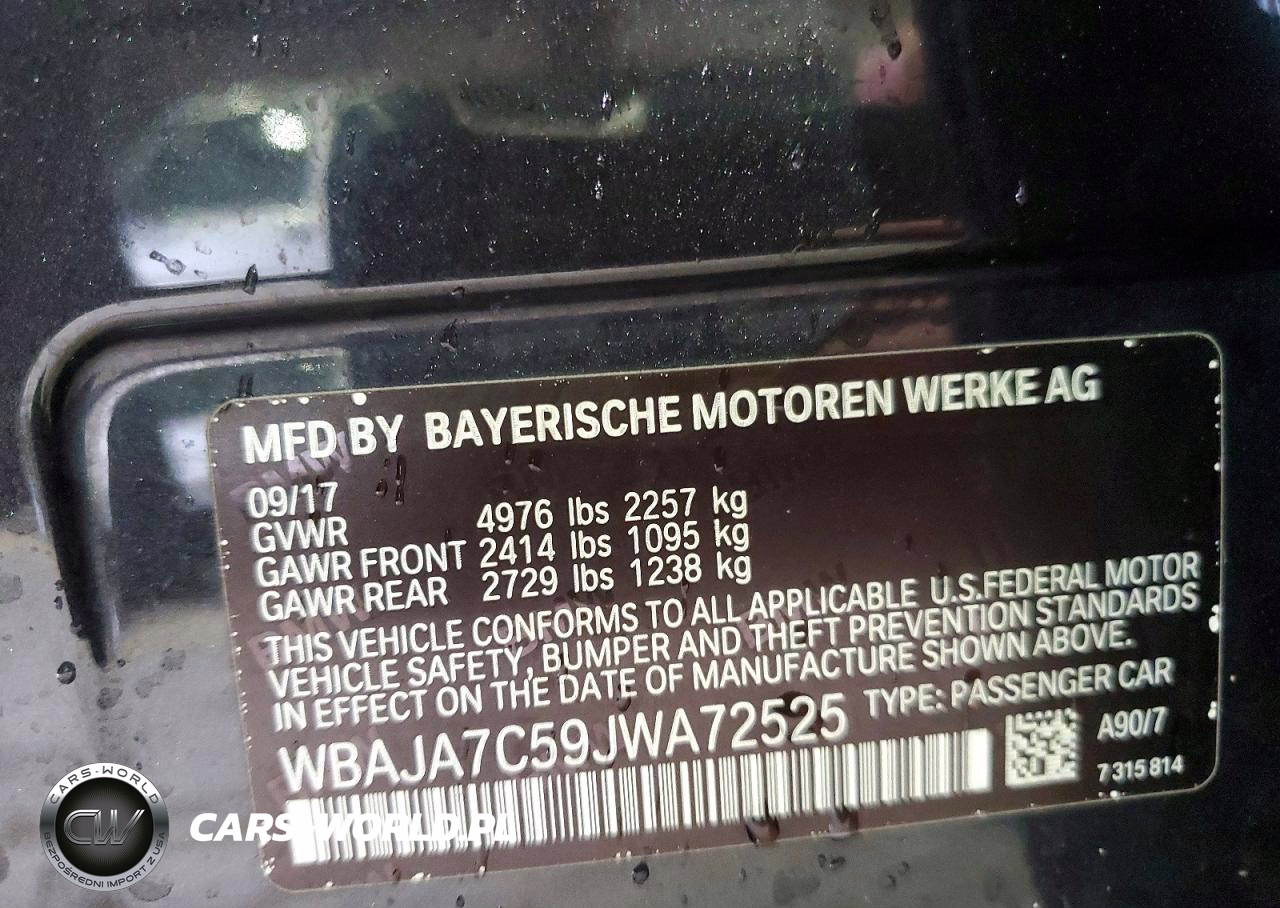 MFD BY BAYERISCHE MOTOREN WERKE AG
09/17
GVWR 4976 lbs 2257 kg
GAWR FRONT 2414 lbs 1095 kg
GAWR REAR 2729 lbs 1238 kg
THIS VEHICLE CONFORMS TO ALL APPLICABLE U.S.FEDERAL MOTOR
VEHICLE SAFETY, BUMPER AND THEFT PREVENTION STANDARDS
IN EFFECT ON THE DATE OF MANUFACTURE SHOWN ABOVE.
WBAJA7C59JWA72525 TYPE: PASSENGER CAR
A90/7
7 315 814
CARS-WORLD
CW
BEZPOŚREDNI IMPORT Z USA
CARS-WORLD.PL